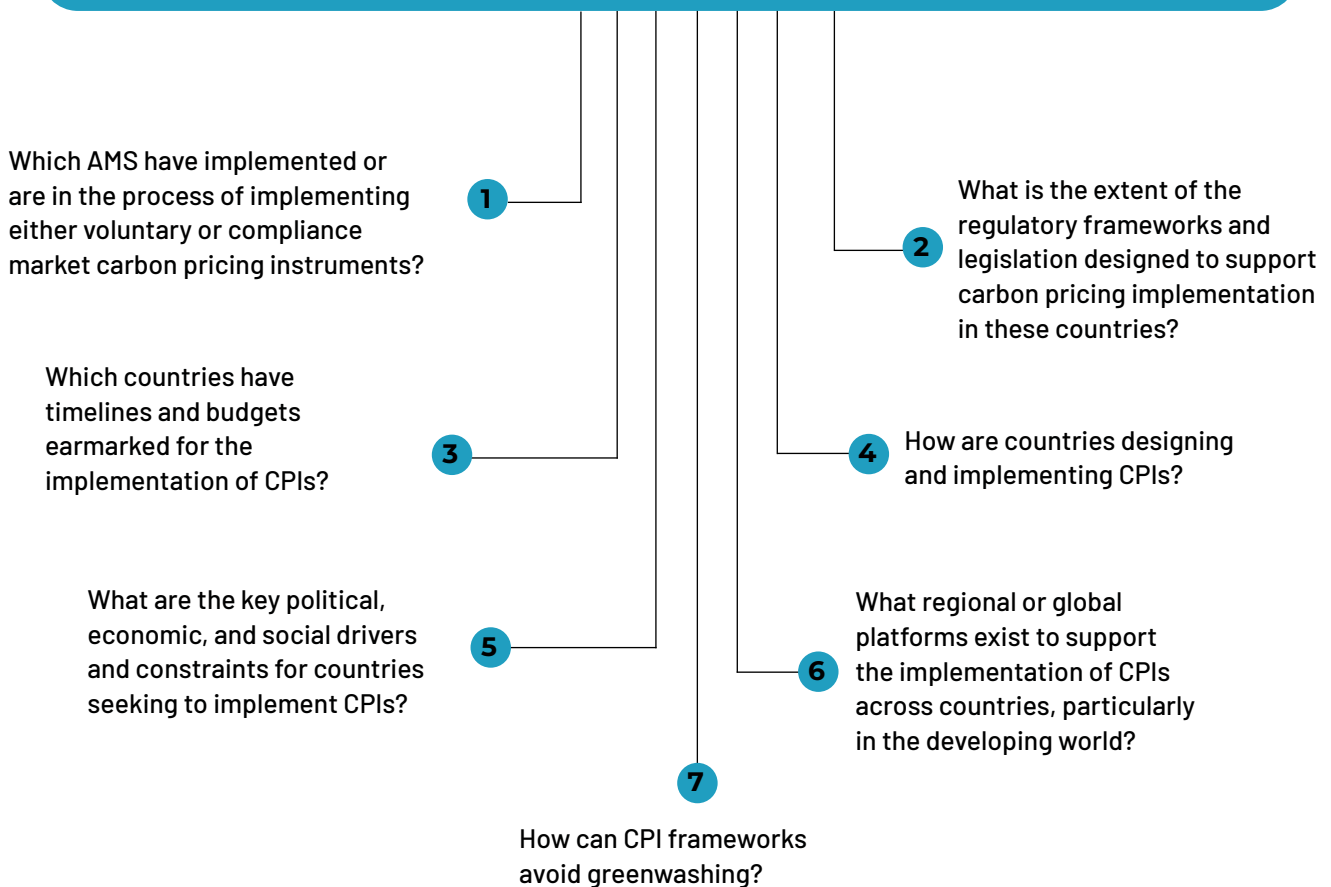 Which AMS have implemented or
are in the process of implementing
either voluntary or compliance
market carbon pricing instruments?
1
2
What is the extent of the
regulatory frameworks and
legislation designed to support
carbon pricing implementation
in these countries?
Which countries have
timelines and budgets
earmarked for the
implementation of CPIs?
3
4
How are countries designing
and implementing CPIs?
What are the key political,
economic, and social drivers
and constraints for countries
seeking to implement CPIs?
5
6
What regional or global
platforms exist to support
the implementation of CPIs
across countries, particularly
in the developing world?
7
How can CPI frameworks
avoid greenwashing?